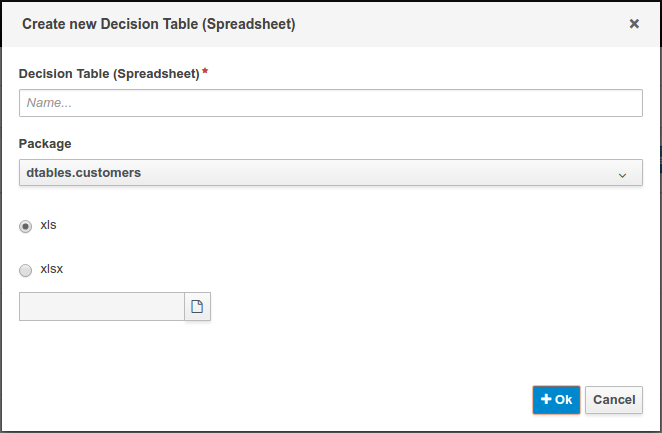 Create new Decision Table (Spreadsheet)
Decision Table (Spreadsheet)*
Name...
Package
dtables.customers
xls
xlsx
Ok Cancel